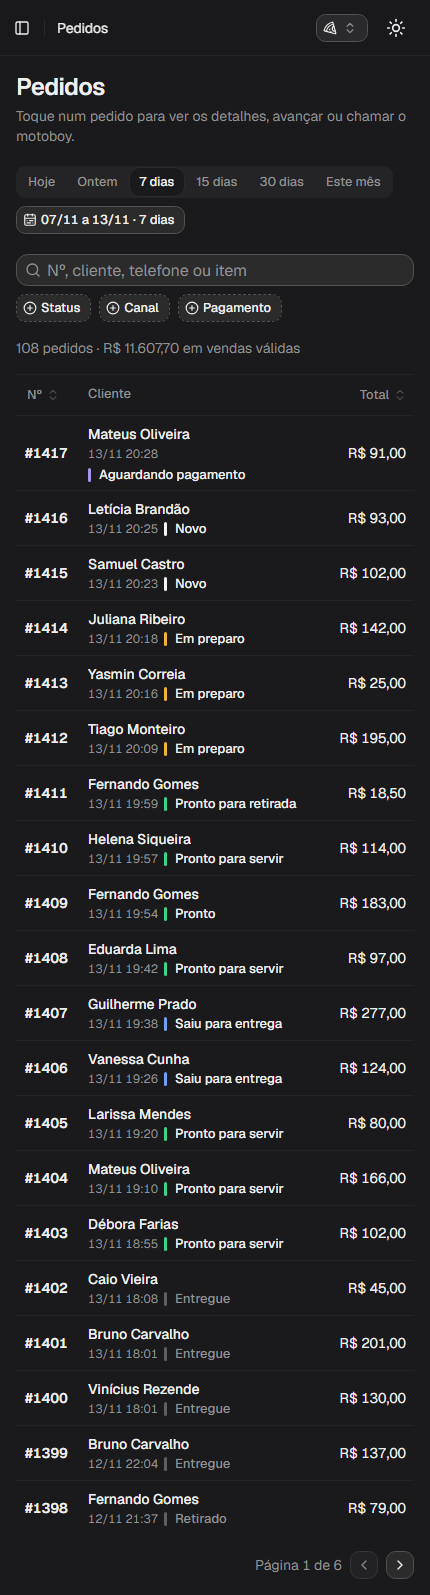 Pedidos
Pedidos
Toque num pedido para ver os detalhes, avançar ou chamar o
motoboy.
Hoje Ontem 7 dias 15 dias 30 dias Este mês
07/11 a 13/11 · 7 dias
Nº, cliente, telefone ou item
Status Canal Pagamento
108 pedidos · R$ 11.607,70 em vendas válidas
Nº Cliente Total
Mateus Oliveira
#1417 13/11 20:28 R$ 91,00
Aguardando pagamento
Letícia Brandão
#1416 13/11 20:25 Novo R$ 93,00
Samuel Castro
#1415 13/11 20:23 Novo R$ 102,00
Juliana Ribeiro
#1414 13/11 20:18 Em preparo R$ 142,00
Yasmin Correia
#1413 13/11 20:16 Em preparo R$ 25,00
Tiago Monteiro
#1412 13/11 20:09 Em preparo R$ 195,00
Fernando Gomes
#1411 13/11 19:59 Pronto para retirada R$ 18,50
Helena Siqueira
#1410 13/11 19:57 Pronto para servir R$ 114,00
Fernando Gomes
#1409 13/11 19:54 Pronto R$ 183,00
Eduarda Lima
#1408 13/11 19:42 Pronto para servir R$ 97,00
Guilherme Prado
#1407 13/11 19:38 Saiu para entrega R$ 277,00
Vanessa Cunha
#1406 13/11 19:26 Saiu para entrega R$ 124,00
Larissa Mendes
#1405 13/11 19:20 Pronto para servir R$ 80,00
Mateus Oliveira
#1404 13/11 19:10 Pronto para servir R$ 166,00
Débora Farias
#1403 13/11 18:55 Pronto para servir R$ 102,00
Caio Vieira
#1402 13/11 18:08 Entregue R$ 45,00
Bruno Carvalho
#1401 13/11 18:01 Entregue R$ 201,00
Vinícius Rezende
#1400 13/11 18:01 Entregue R$ 130,00
Bruno Carvalho
#1399 12/11 22:04 Entregue R$ 137,00
Fernando Gomes
#1398 12/11 21:37 Retirado R$ 79,00
Página 1 de 6